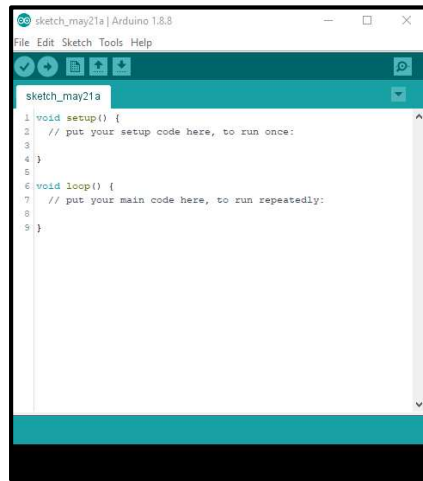 sketch_may21a | Arduino 1.8.8
File Edit Sketch Tools Help
sketch_may21a
1 void setup() {
2 // put your setup code here, to run once:
3
4 }
5
6 void loop() {
7 // put your main code here, to run repeatedly:
8
9 }